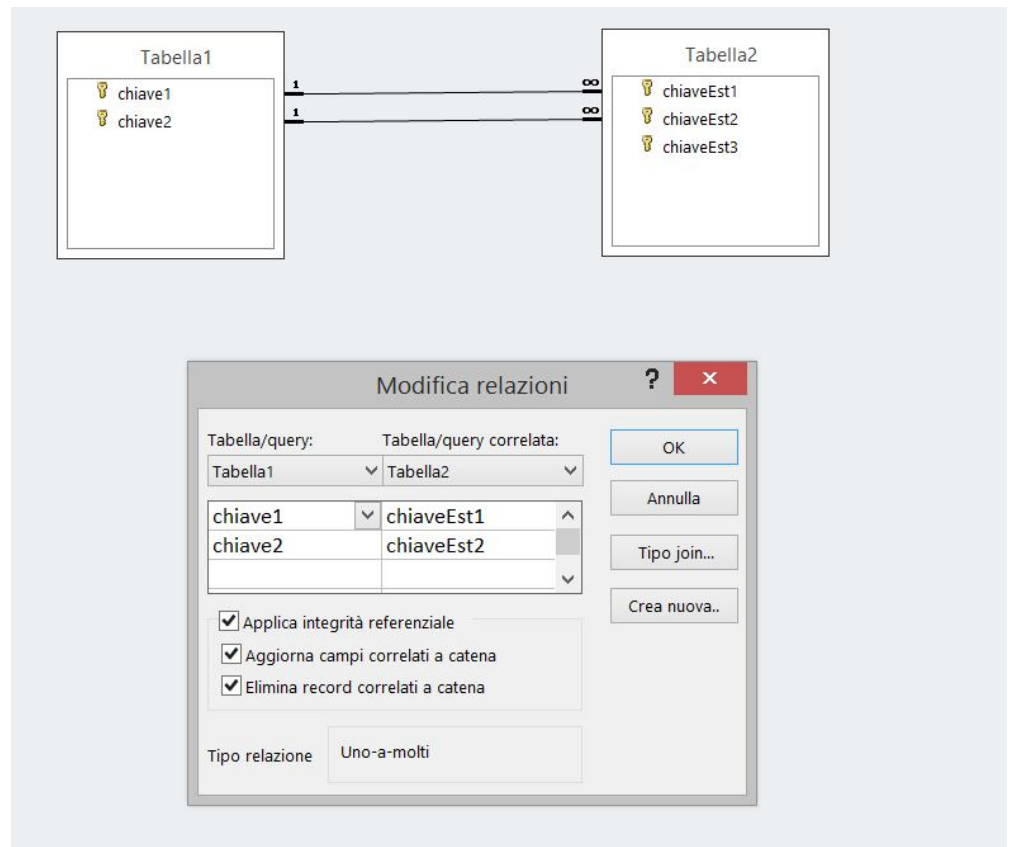 Tabella1
chiave1
chiave2
1
1
∞
∞
Tabella2
chiaveEst1
chiaveEst2
chiaveEst3
Modifica relazioni
?
x
Tabella/query: Tabella/query correlata:
Tabella1 Tabella2
chiave1 chiaveEst1
chiave2 chiaveEst2
Applica integrità referenziale
Aggiorna campi correlati a catena
Elimina record correlati a catena
Tipo relazione Uno-a-molti
OK
Annulla
Tipo join...
Crea nuova..